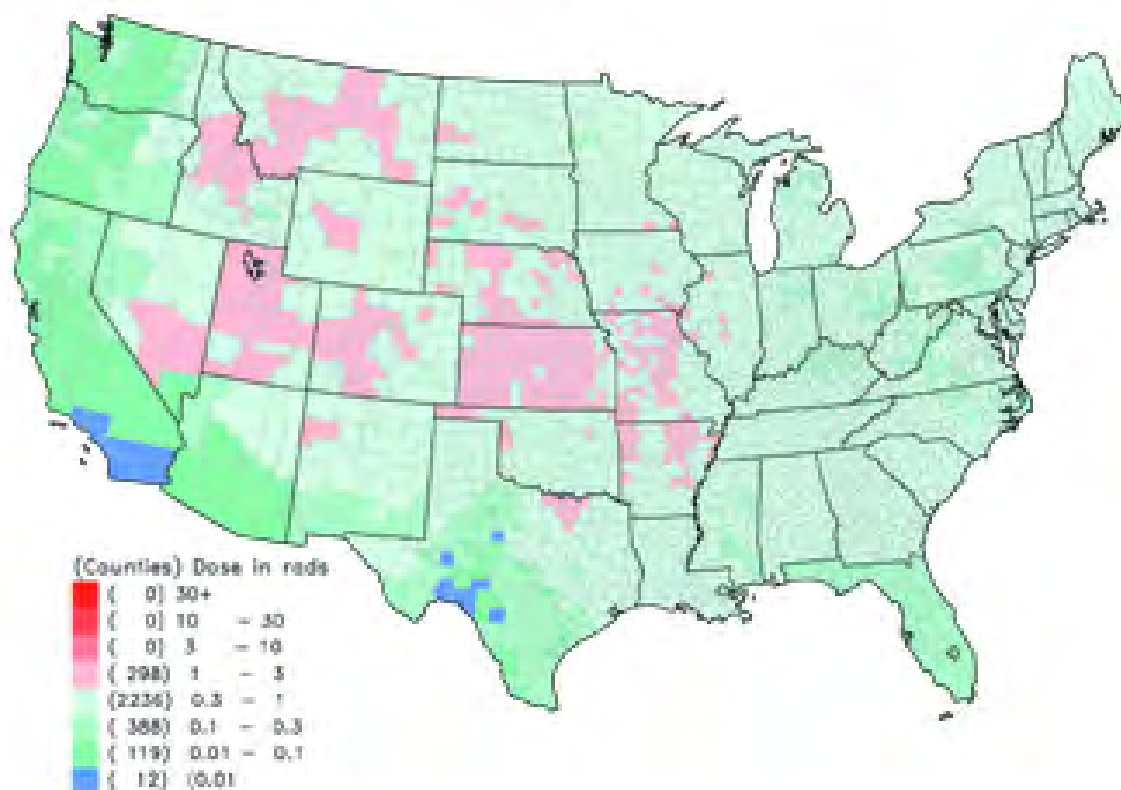 (Counties) Dose in rads
( 0) 30+
( 0) 10 - 30
( 0) 3 - 10
( 298) 1 - 3
(2236) 0.3 - 1
( 388) 0.1 - 0.3
( 119) 0.01 - 0.1
( 12) <0.01